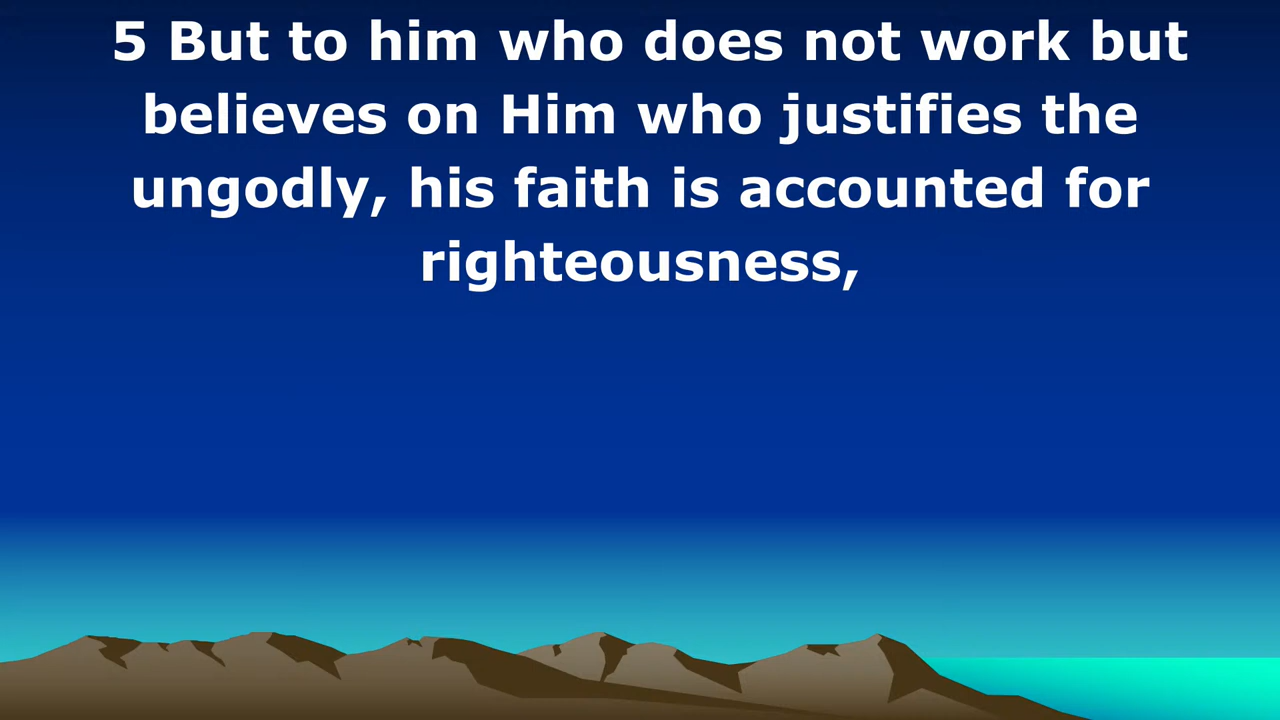 5 But to him who does not work but
believes on Him who justifies the
ungodly, his faith is accounted for
righteousness,